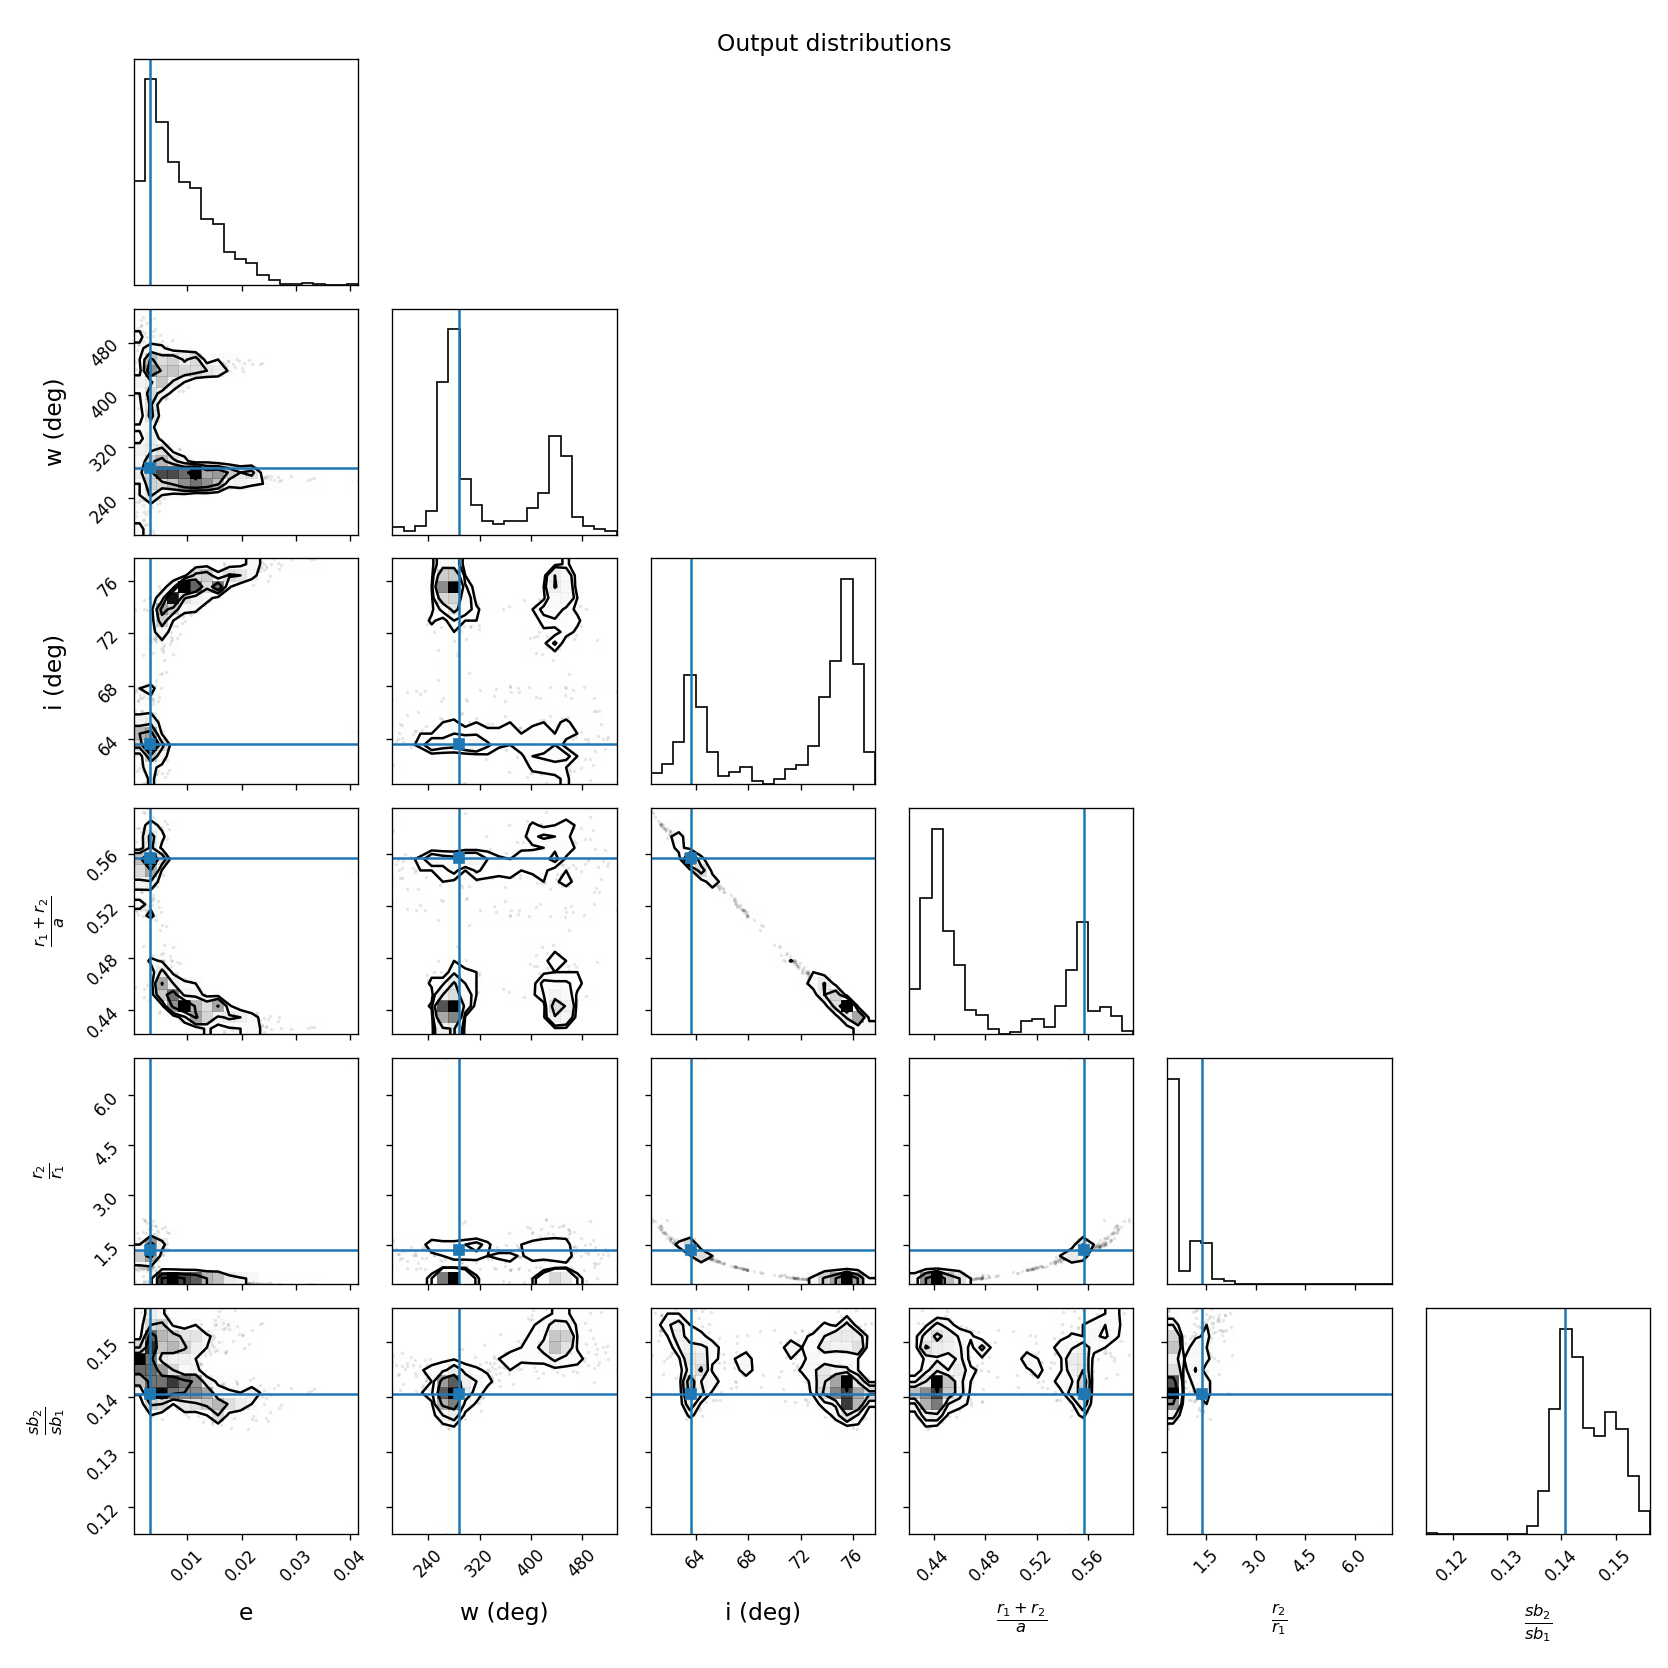 Output distributions
480
400
320
240
w (deg)
76
72
68
64
i (deg)
0.56
0.52
0.48
0.44
r₁ + r₂
a
6.0
4.5
3.0
1.5
r₂
r₁
0.15
0.14
0.13
0.12
sb₂
sb₁
0.01 0.02 0.03 0.04 240 320 400 480 64 68 72 76 0.44 0.48 0.52 0.56 1.5 3.0 4.5 6.0 0.12 0.13 0.14 0.15
e w (deg) i (deg)
r₁ + r₂
a
r₂
r₁
sb₂
sb₁